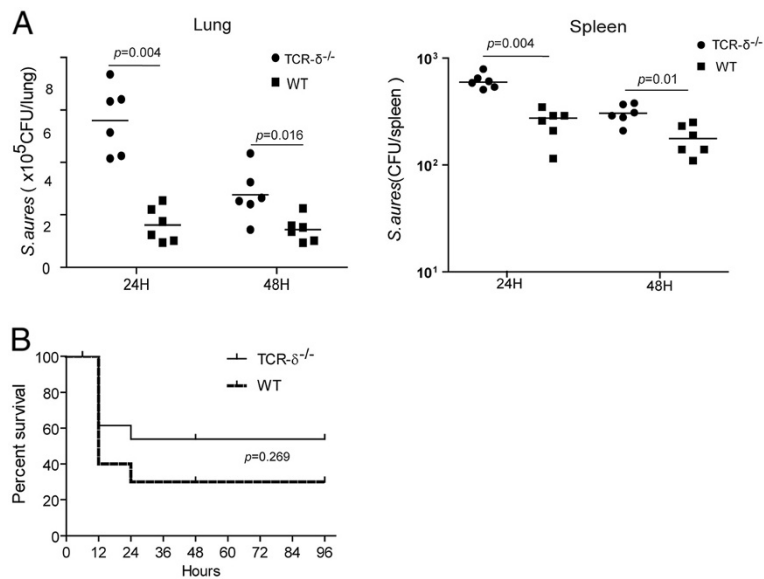 A
Lung
S.aures ( x10⁵CFU/lung)
8
6
4
2
0
p=0.004
p=0.016
TCR-δ⁻/⁻
WT
24H
48H
Spleen
S.aures(CFU/spleen )
10³
10²
10¹
p=0.004
p=0.01
TCR-δ⁻/⁻
WT
24H
48H
B
Percent survival
100
80
60
40
20
0
TCR-δ⁻/⁻
WT
p=0.269
0 12 24 36 48 60 72 84 96
Hours